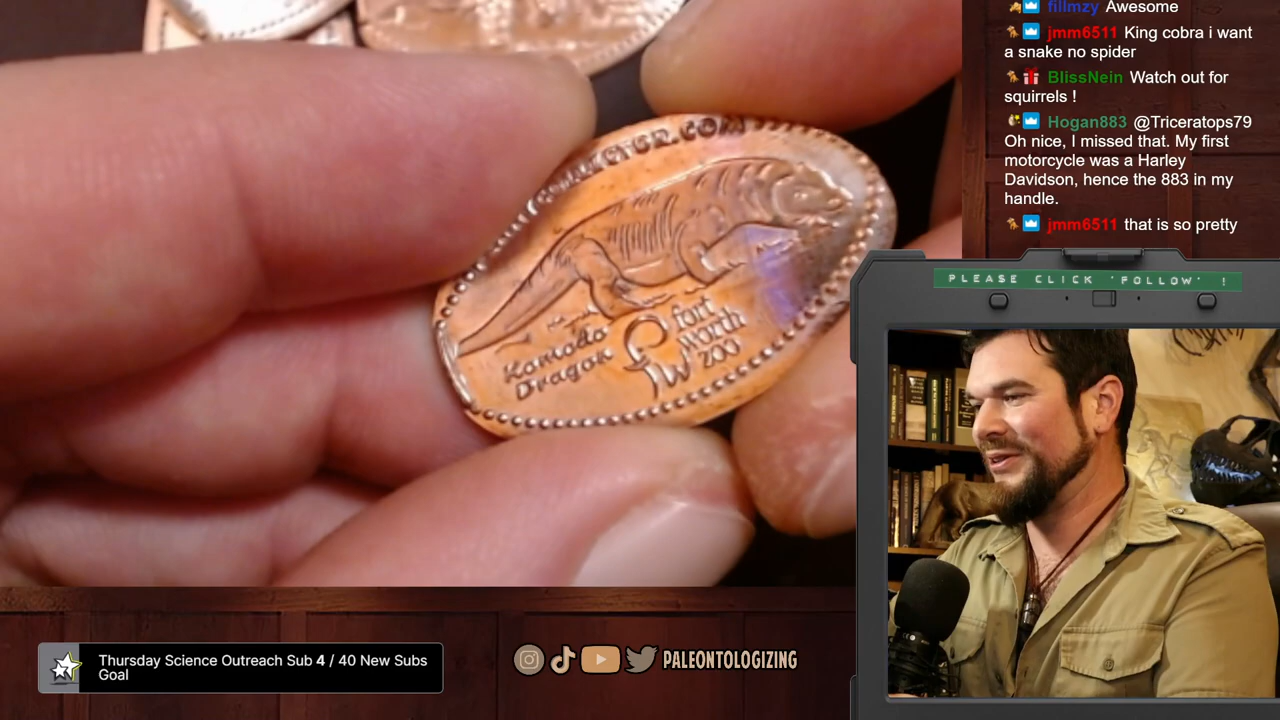 fillmzy Awesome
jmm6511 King cobra i want
a snake no spider
BlissNein Watch out for
squirrels !
Hogan883 @Triceratops79
Oh nice, I missed that. My first
motorcycle was a Harley
Davidson, hence the 883 in my
handle.
jmm6511 that is so pretty
PLEASE CLICK 'FOLLOW' !
.COM
Komodo
Dragon
FW
fort
worth
zoo
Thursday Science Outreach Sub 4 / 40 New Subs
Goal
PALEONTOLOGIZING